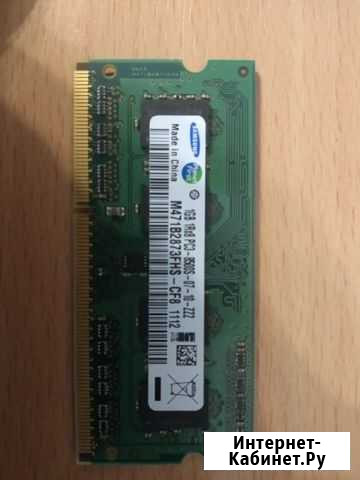 SAMSUNG
Made in China
1GB 1Rx8 PC3-8500S-07-10-ZZZ
M471B2873FHS-CF8 1112
Интернет-
Кабинет.Ру